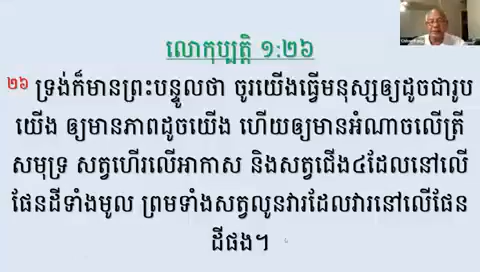 លោកុប្បត្តិ ១:២៦
២៦ ទ្រង់ក៏មានព្រះបន្ទូលថា ចូរយើងធ្វើមនុស្សឲ្យដូចជារូប
យើង ឲ្យមានភាពដូចយើង ហើយឲ្យមានអំណាចលើត្រី
សមុទ្រ សត្វហើរលើអាកាស និងសត្វជើង៤ដែលនៅលើ
ផែនដីទាំងមូល ព្រមទាំងសត្វលូនវារដែលវារនៅលើផែន
ដីផង។